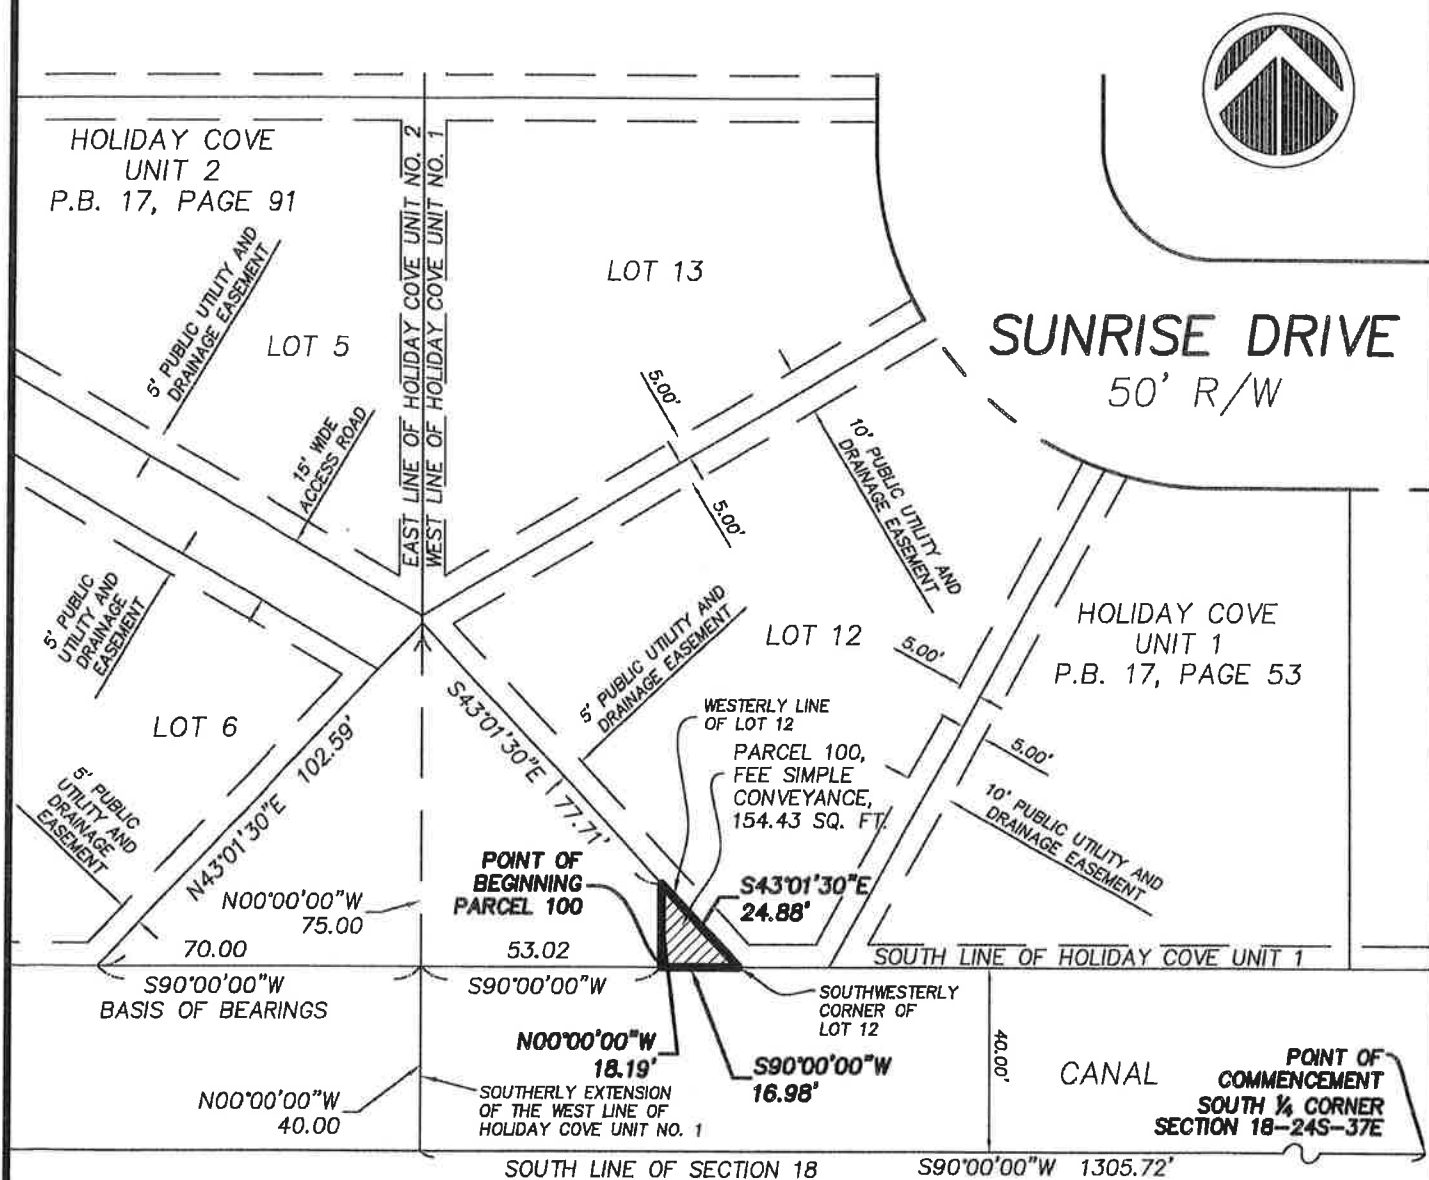 HOLIDAY COVE
UNIT 2
P.B. 17, PAGE 91
EAST LINE OF HOLIDAY COVE UNIT NO. 2
WEST LINE OF HOLIDAY COVE UNIT NO. 1
5' PUBLIC UTILITY AND
DRAINAGE EASEMENT
LOT 5
15' WIDE
ACCESS ROAD
LOT 13
5.00'
5.00'
SUNRISE DRIVE
50' R/W
10' PUBLIC UTILITY AND
DRAINAGE EASEMENT
5' PUBLIC
UTILITY AND
DRAINAGE
EASEMENT
LOT 6
5' PUBLIC
UTILITY AND
DRAINAGE
EASEMENT
N43°01'30"E 102.59'
S43°01'30"E 77.71'
5' PUBLIC UTILITY AND
DRAINAGE EASEMENT
LOT 12
5.00'
HOLIDAY COVE
UNIT 1
P.B. 17, PAGE 53
WESTERLY LINE
OF LOT 12
PARCEL 100,
FEE SIMPLE
CONVEYANCE,
154.43 SQ. FT.
5.00'
10' PUBLIC UTILITY AND
DRAINAGE EASEMENT
POINT OF
BEGINNING
PARCEL 100
S43°01'30"E
24.88'
N00°00'00"W
75.00
70.00
53.02
SOUTH LINE OF HOLIDAY COVE UNIT 1
S90°00'00"W
BASIS OF BEARINGS
S90°00'00"W
SOUTHWESTERLY
CORNER OF
LOT 12
N00°00'00"W
18.19'
S90°00'00"W
16.98'
40.00'
CANAL
POINT OF
COMMENCEMENT
SOUTH ¼ CORNER
SECTION 18-24S-37E
N00°00'00"W
40.00
SOUTHERLY EXTENSION
OF THE WEST LINE OF
HOLIDAY COVE UNIT NO. 1
SOUTH LINE OF SECTION 18
S90°00'00"W 1305.72'